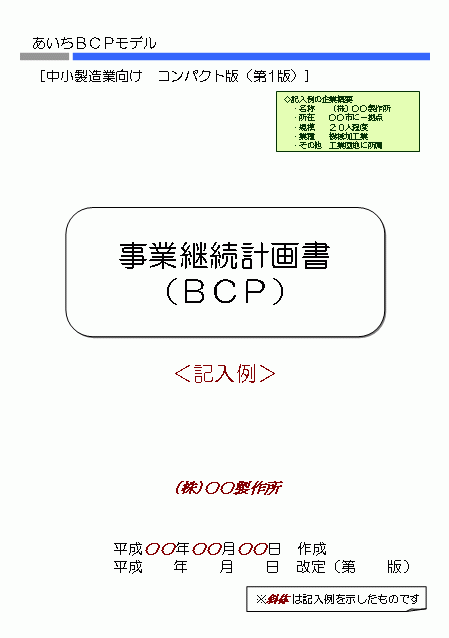 あいちＢＣＰモデル
［中小製造業向け　コンパクト版（第1版）］
◇記入例の企業概要
・名称　（株）〇〇製作所
・所在　〇〇市に一拠点
・規模　２０人程度
・業種　機械加工業
・その他　工業団地に所属
事業継続計画書
（ＢＣＰ）
＜記入例＞
（株）〇〇製作所
平成〇〇年〇〇月〇〇日　作成
平成　　年　　月　　日　改定（第　　版）
※斜体は記入例を示したものです